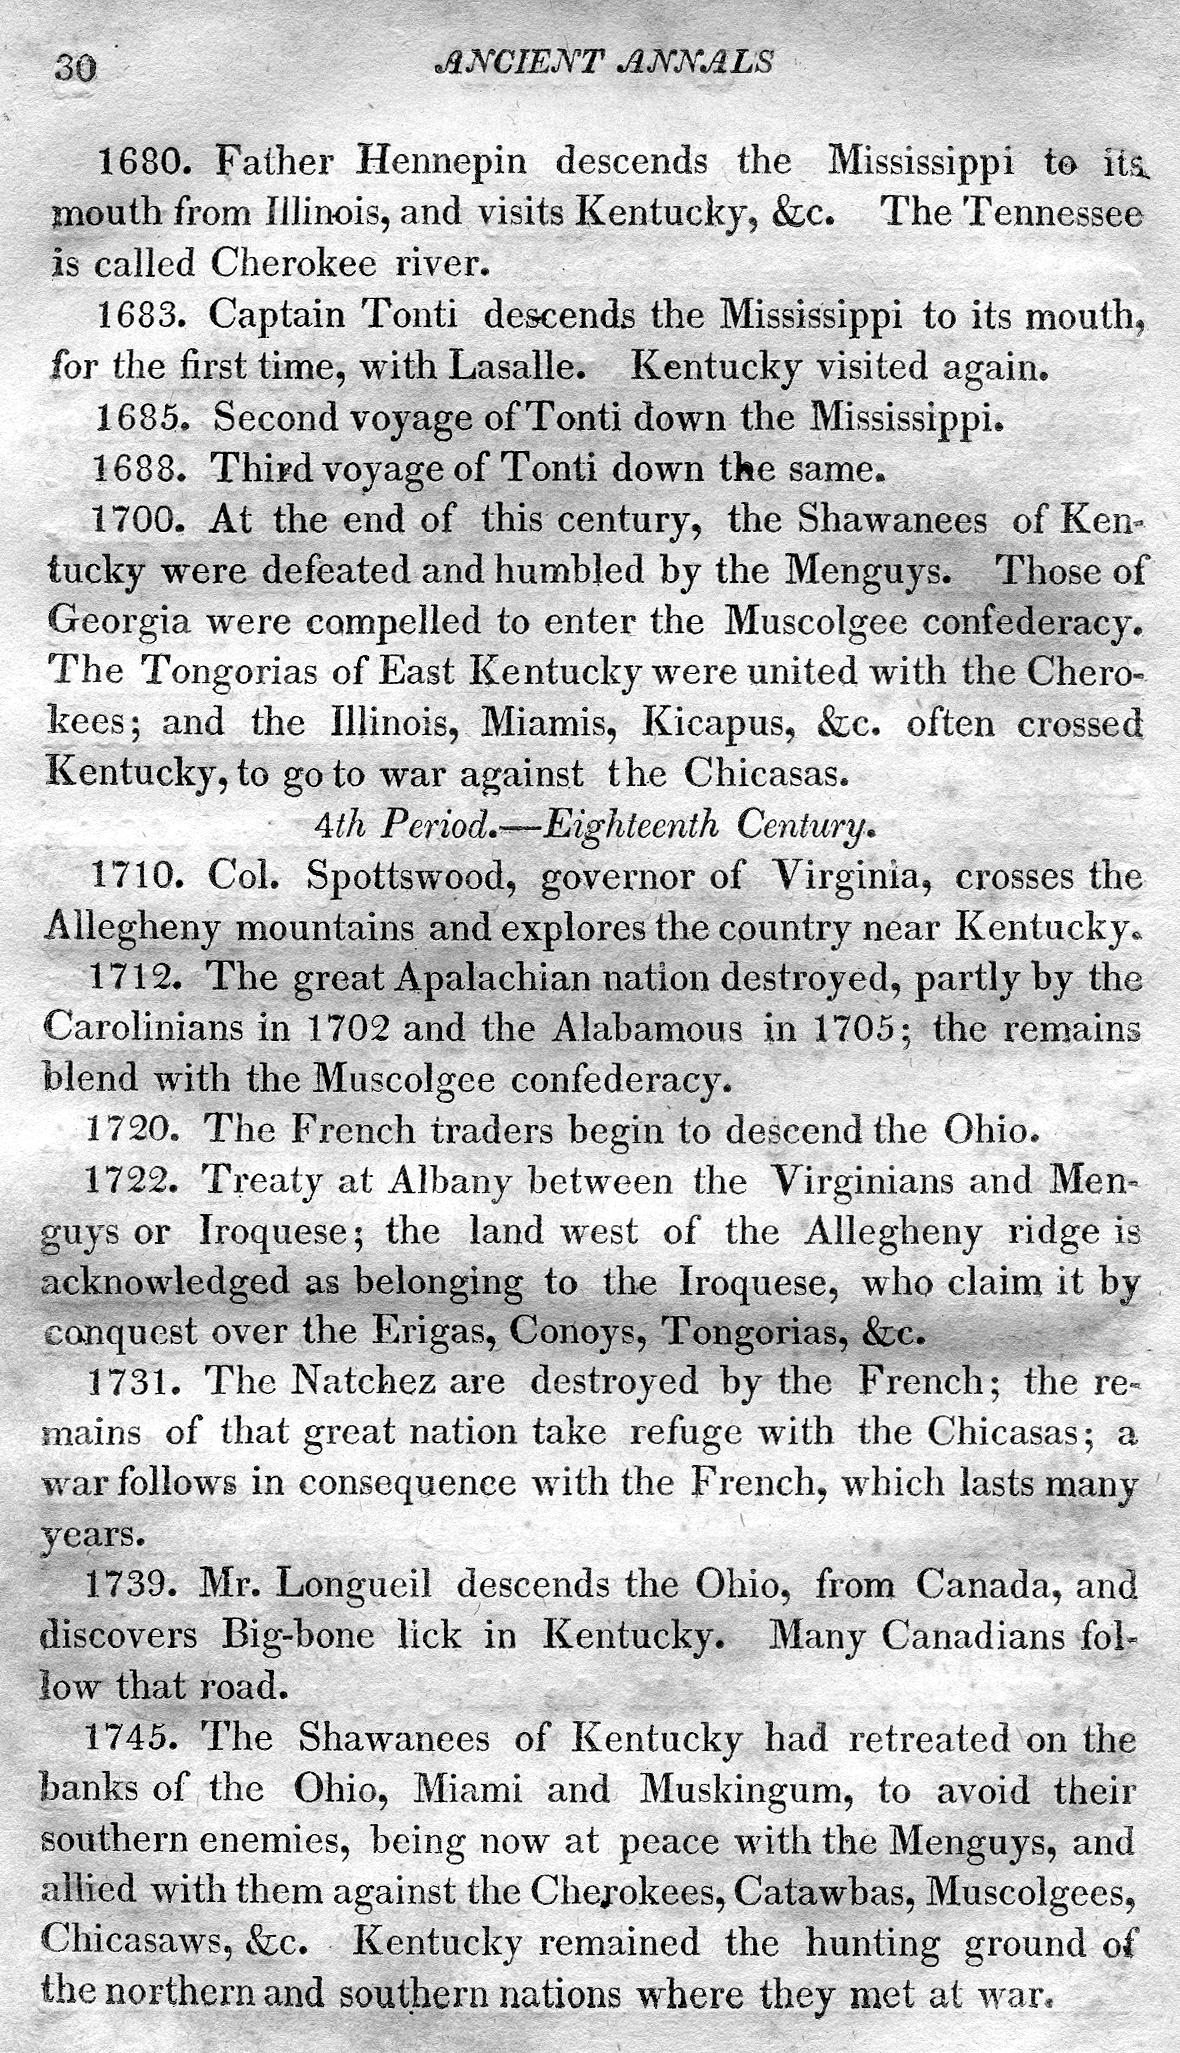 30 ANCIENT ANNALS
1680. Father Hennepin descends the Mississippi to its
mouth from Illinois, and visits Kentucky, &c. The Tennessee
is called Cherokee river.
1683. Captain Tonti descends the Mississippi to its mouth,
for the first time, with Lasalle. Kentucky visited again.
1685. Second voyage of Tonti down the Mississippi.
1688. Third voyage of Tonti down the same.
1700. At the end of this century, the Shawanees of Ken-
tucky were defeated and humbled by the Menguys. Those of
Georgia were compelled to enter the Muscolgee confederacy.
The Tongorias of East Kentucky were united with the Chero-
kees; and the Illinois, Miamis, Kicapus, &c. often crossed
Kentucky, to go to war against the Chicasas.
4th Period.—Eighteenth Century.
1710. Col. Spottswood, governor of Virginia, crosses the
Allegheny mountains and explores the country near Kentucky.
1712. The great Apalachian nation destroyed, partly by the
Carolinians in 1702 and the Alabamous in 1705; the remains
blend with the Muscolgee confederacy.
1720. The French traders begin to descend the Ohio.
1722. Treaty at Albany between the Virginians and Men-
guys or Iroquese; the land west of the Allegheny ridge is
acknowledged as belonging to the Iroquese, who claim it by
conquest over the Erigas, Conoys, Tongorias, &c.
1731. The Natchez are destroyed by the French; the re-
mains of that great nation take refuge with the Chicasas; a
war follows in consequence with the French, which lasts many
years.
1739. Mr. Longueil descends the Ohio, from Canada, and
discovers Big-bone lick in Kentucky. Many Canadians fol-
low that road.
1745. The Shawanees of Kentucky had retreated on the
banks of the Ohio, Miami and Muskingum, to avoid their
southern enemies, being now at peace with the Menguys, and
allied with them against the Cherokees, Catawbas, Muscolgees,
Chicasaws, &c. Kentucky remained the hunting ground of
the northern and southern nations where they met at war.